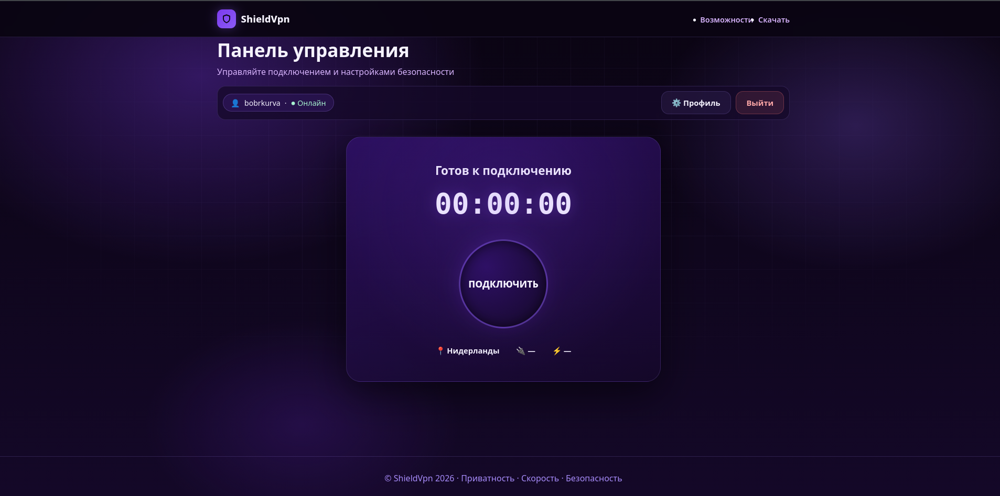 ShieldVpn
• Возможности • Скачать
Панель управления
Управляйте подключением и настройками безопасности
👤 bobrkurva · ● Онлайн
⚙️ Профиль
Выйти
Готов к подключению
00:00:00
ПОДКЛЮЧИТЬ
📍 Нидерланды 🔌 — ⚡ —
© ShieldVpn 2026 · Приватность · Скорость · Безопасность